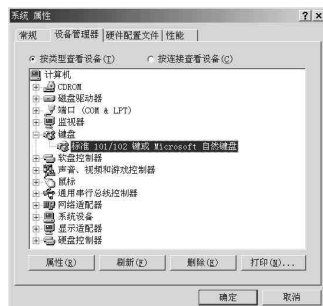 系统 属性
常规 设备管理器 硬件配置文件 性能
按类型查看设备(T) 按连接查看设备(C)
计算机
CDROM
磁盘驱动器
端口 (COM & LPT)
监视器
键盘
标准 101/102 键或 Microsoft 自然键盘
软盘控制器
声音、视频和游戏控制器
鼠标
通用串行总线控制器
网络适配器
系统设备
显示适配器
硬盘控制器
属性(R) 刷新(F) 删除(E) 打印(N)...
确定 取消